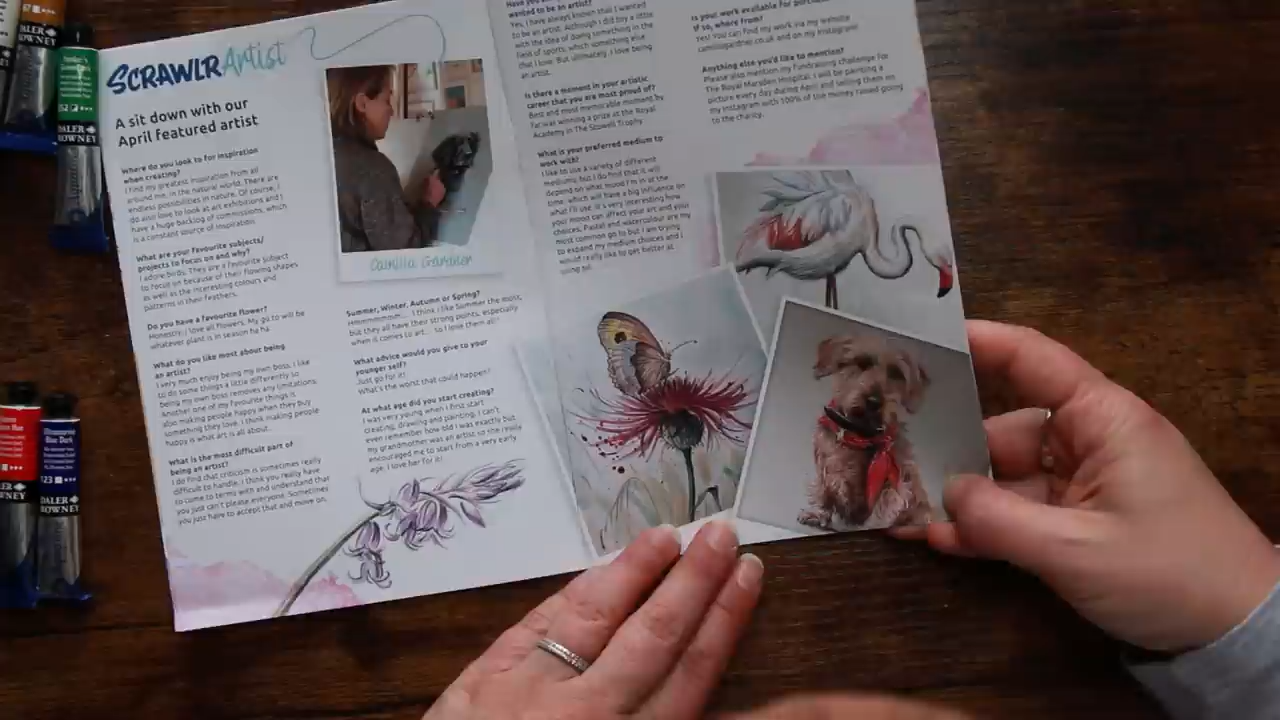 SCRAWLRArtist
A sit down with our
April featured artist
Where do you look to for inspiration
when creating?
I find my greatest inspiration from all
around me, in the natural world. There are
endless possibilities in nature. Of course, I
do also love to look at art exhibitions and I
have a huge backlog of commissions, which
is a constant source of inspiration.
What are your favourite subjects/
projects to focus on and why?
I adore birds. They are a favourite subject
to focus on because of their flowing shapes
as well as the interesting colours and
patterns in their feathers.
Do you have a favourite flower?
Honestly, I love all flowers. My go to will be
whatever plant is in season ha ha.
What do you like most about being
an artist?
I very much enjoy being my own boss. I like
to do some things a little differently so
being my own boss removes any limitations.
Another one of my favourite things is
also making people happy when they buy
something they love. I think making people
happy is what art is all about.
What is the most difficult part of
being an artist?
I do find that criticism is sometimes really
difficult to handle. I think you really have
to come to terms with and understand that
you just can't please everyone. Sometimes
you just have to accept that and move on.
Camilla Gardner
Summer, Winter, Autumn or Spring?
Hmmmmmmm... I think I like Summer the most,
but they all have their strong points, especially
when it comes to art... so I love them all!
What advice would you give to your
younger self?
Just go for it!
What's the worst that could happen?
At what age did you start creating?
I was very young when I first start
creating, drawing and painting. I can't
even remember how old I was exactly but
my grandmother was an artist so she really
encouraged me to start from a very early
age. I love her for it!
wanted to be an artist?
Yes, I have always known that I wanted
to be an artist. Although I did toy a little
with the idea of doing something in the
field of sports, which something else
that I love. But ultimately, I love being
an artist.
Is there a moment in your artistic
career that you are most proud of?
Best and most memorable moment by
far was winning a prize at the Royal
Academy in The Stowell Trophy.
What is your preferred medium to
work with?
I like to use a variety of different
mediums but I do find that it will
depend on what mood I'm in at the
time, which will have a big influence on
what I'll use. It's very interesting how
your mood can affect your art and your
choices. Pastel and watercolour are my
most common go to but I am trying
to expand my medium choices and I
would really like to get better at
using oil.
Is your work available for purchase?
If so, where from?
Yes! You can find my work via my website
camillagardner.co.uk and on my Instagram
Anything else you'd like to mention?
Please also mention my fundraising challenge for
The Royal Marsden Hospital. I will be painting a
picture every day during April and selling them on
my Instagram with 100% of the money raised going
to the charity.
DALER
ROWNEY
DALER
ROWNEY
123
DALER
ROWNEY